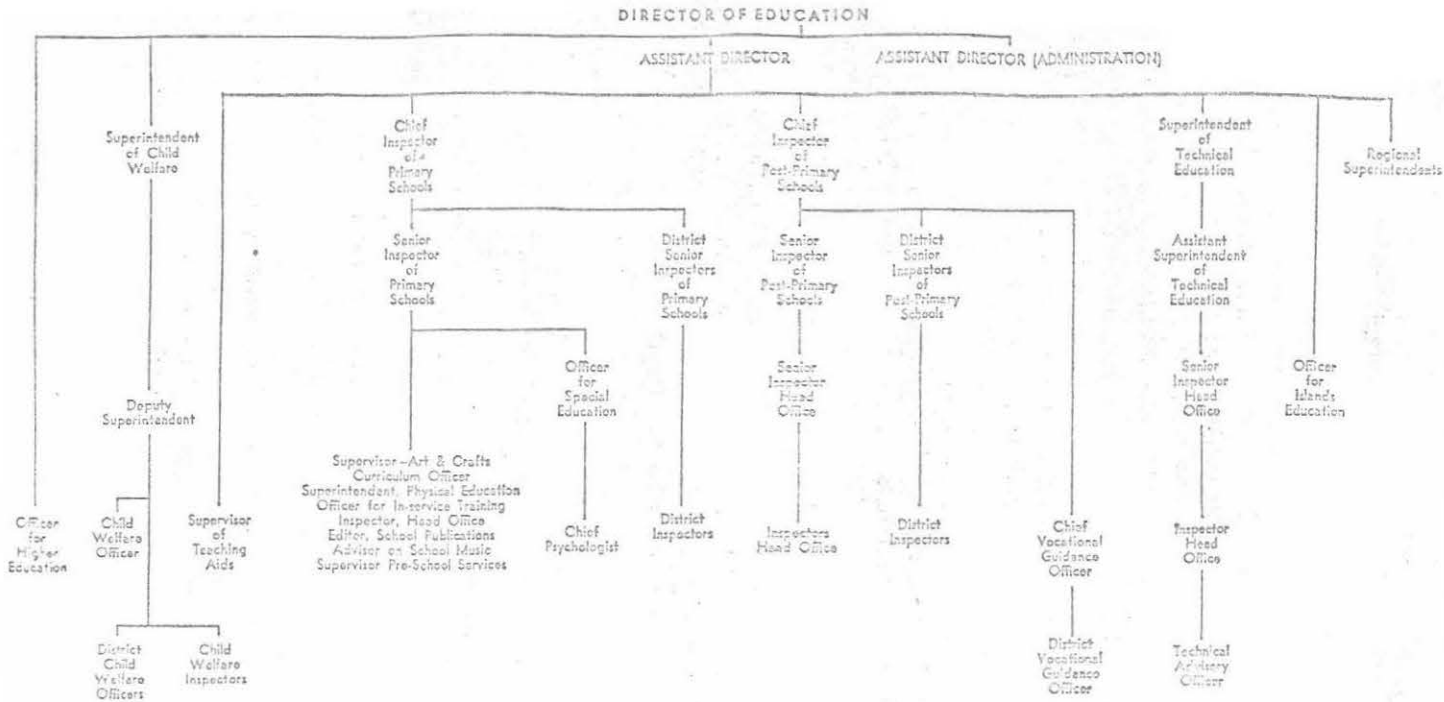 DIRECTOR OF EDUCATION
ASSISTANT DIRECTOR
ASSISTANT DIRECTOR (ADMINISTRATION)
Superintendent
of Child
Welfare
Chief
Inspector
of
Primary
Schools
Chief
Inspector
of
Post-Primary
Schools
Superintendent
of
Technical
Education
Regional
Superintendents
Senior
Inspector
of
Primary
Schools
District
Senior
Inspectors
of
Primary
Schools
Senior
Inspector
of
Post-Primary
Schools
District
Senior
Inspectors
of
Post-Primary
Schools
Assistant
Superintendent
of
Technical
Education
Deputy
Superintendent
Officer
for
Special
Education
Senior
Inspector
Head
Office
Senior
Inspector
Head
Office
Officer
for
Island's
Education
Supervisor—Art & Crafts
Curriculum Officer
Superintendent, Physical Education
Officer for In-service Training
Inspector, Head Office
Editor, School Publications
Adviser on School Music
Supervisor Pre-School Services
Officer
for
Higher
Education
Child
Welfare
Officer
Supervisor
of
Teaching
Aids
Chief
Psychologist
District
Inspectors
Inspectors
Head Office
District
Inspectors
Chief
Vocational
Guidance
Officer
Inspector
Head
Office
District
Child
Welfare
Officers
Child
Welfare
Inspectors
District
Vocational
Guidance
Officer
Technical
Advisory
Officer